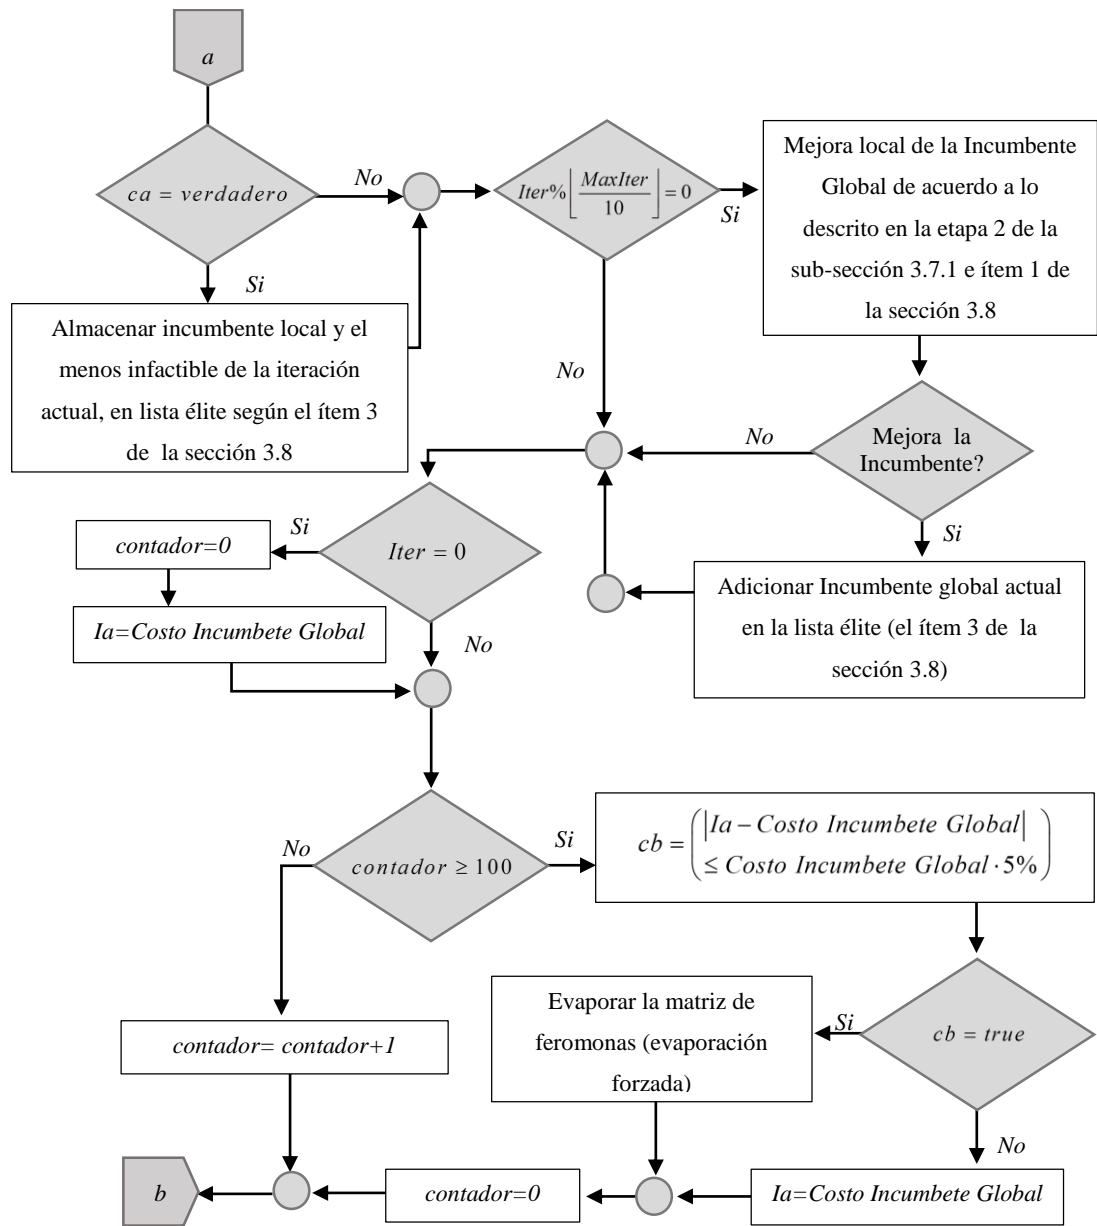 a
ca = verdadero
No
Si
Almacenar incumbente local y el
menos infactible de la iteración
actual, en lista élite según el ítem 3
de la sección 3.8
Iter%⌊MaxIter/10⌋=0
Si
No
Mejora local de la Incumbente
Global de acuerdo a lo
descrito en la etapa 2 de la
sub-sección 3.7.1 e ítem 1 de
la sección 3.8
Mejora la
Incumbente?
No
Si
Adicionar Incumbente global actual
en la lista élite (el ítem 3 de la
sección 3.8)
Iter = 0
Si
contador=0
Ia=Costo Incumbete Global
No
contador ≥ 100
No
Si
cb = (|Ia − Costo Incumbete Global|
≤ Costo Incumbete Global · 5%)
cb = true
Si
Evaporar la matriz de
feromonas (evaporación
forzada)
No
Ia=Costo Incumbete Global
contador= contador+1
contador=0
b